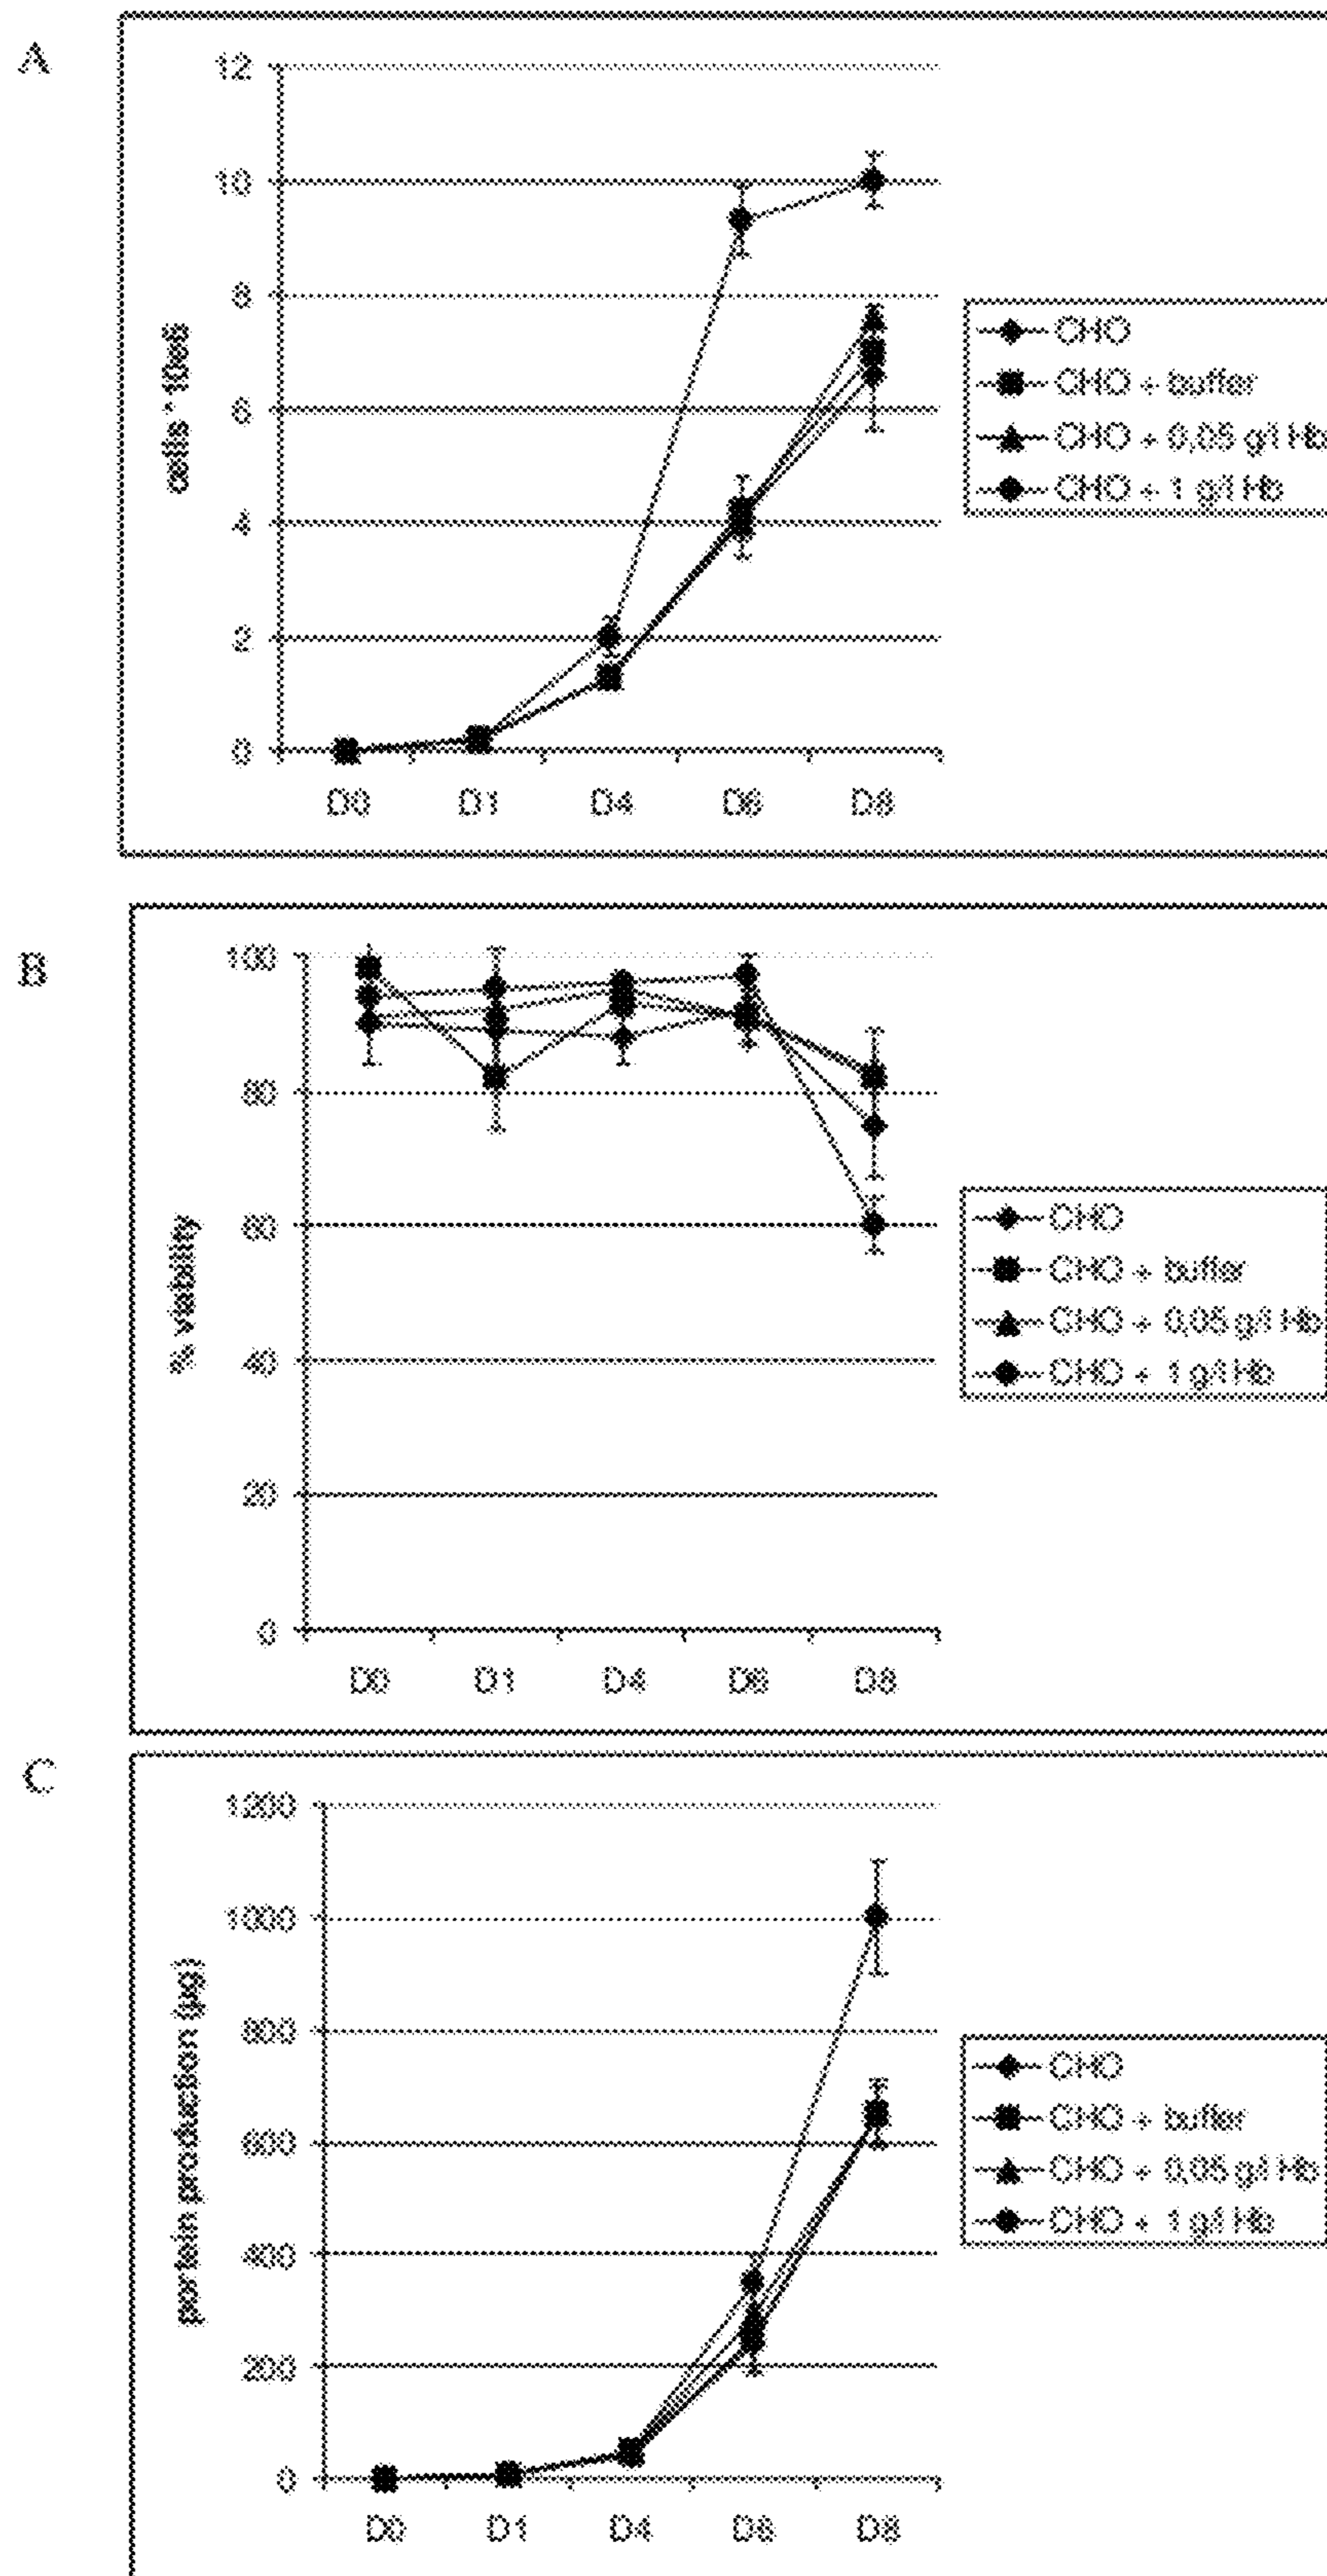 A
12
10
8
6
4
2
0
cells * 10e6
D0 D1 D4 D6 D8
CHO
CHO + buffer
CHO + 0,05 g/l Hb
CHO + 1 g/l Hb
B
100
80
60
40
20
0
% viability
D0 D1 D4 D6 D8
CHO
CHO + buffer
CHO + 0,05 g/l Hb
CHO + 1 g/l Hb
C
1200
1000
800
600
400
200
0
portein production (µg)
D0 D1 D4 D6 D8
CHO
CHO + buffer
CHO + 0,05 g/l Hb
CHO + 1 g/l Hb